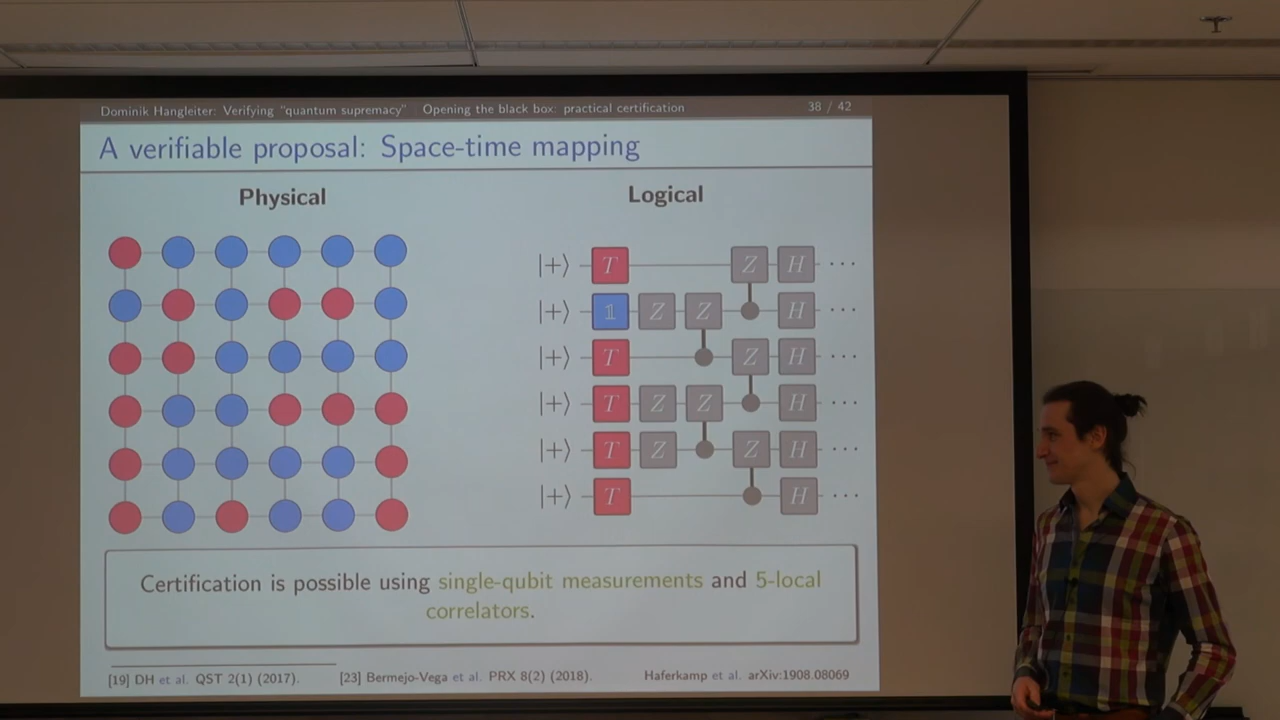 Dominik Hangleiter: Verifying “quantum supremacy” Opening the black box: practical certification 38 / 42
A verifiable proposal: Space-time mapping
Physical
Logical
|+⟩ T Z H ···
|+⟩ 𝟙 Z Z H ···
|+⟩ T Z H ···
|+⟩ T Z Z H ···
|+⟩ T Z Z H ···
|+⟩ T H ···
Certification is possible using single-qubit measurements and 5-local
correlators.
[19] DH et al. QST 2(1) (2017). [23] Bermejo-Vega et al. PRX 8(2) (2018). Haferkamp et al. arXiv:1908.08069